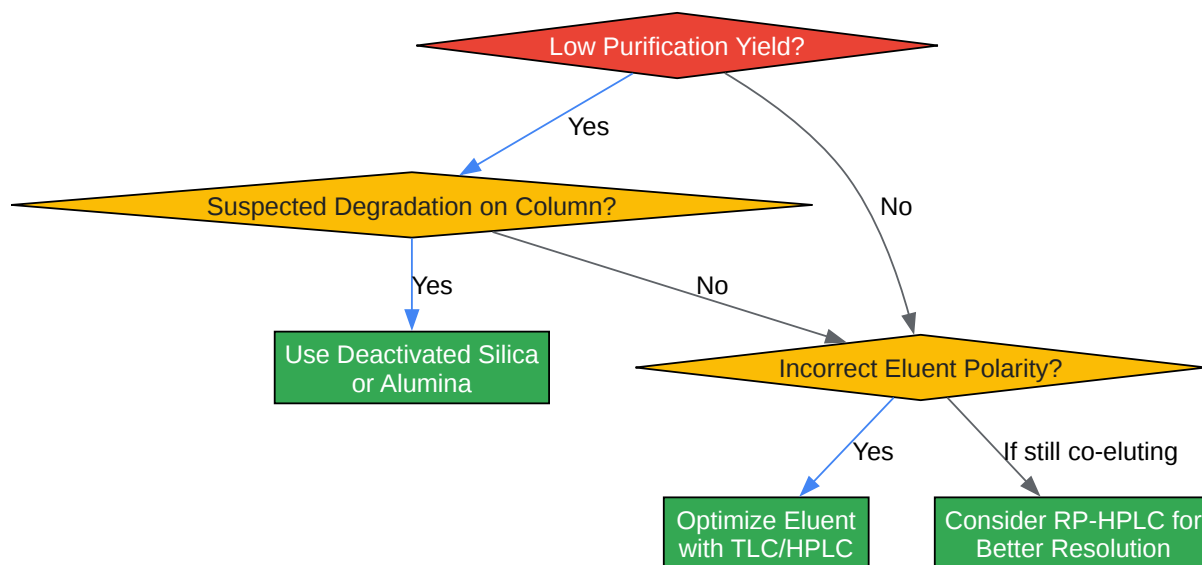 Low Purification Yield?
Yes
No
Suspected Degradation on Column?
Yes
No
Use Deactivated Silica
or Alumina
Incorrect Eluent Polarity?
Yes
If still co-eluting
Optimize Eluent
with TLC/HPLC
Consider RP-HPLC for
Better Resolution